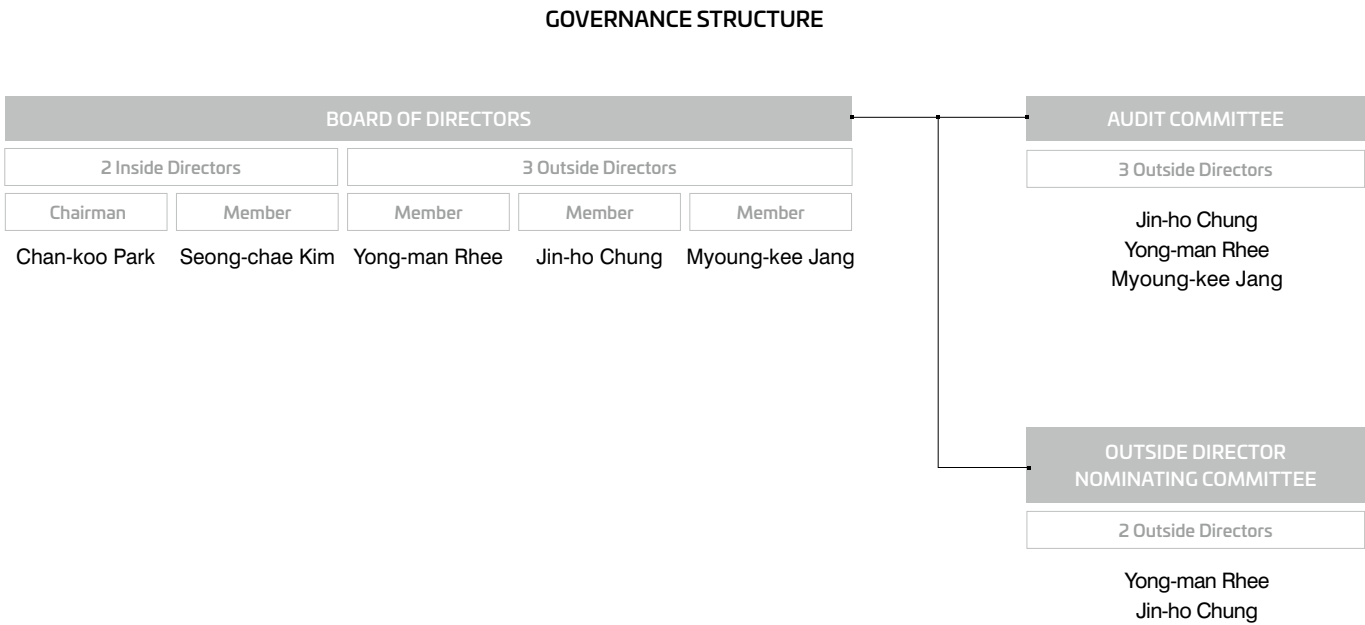 GOVERNANCE STRUCTURE
BOARD OF DIRECTORS
2 Inside Directors
3 Outside Directors
Chairman
Member
Member
Member
Member
Chan-koo Park
Seong-chae Kim
Yong-man Rhee
Jin-ho Chung
Myoung-kee Jang
AUDIT COMMITTEE
3 Outside Directors
Jin-ho Chung
Yong-man Rhee
Myoung-kee Jang
OUTSIDE DIRECTOR
NOMINATING COMMITTEE
2 Outside Directors
Yong-man Rhee
Jin-ho Chung